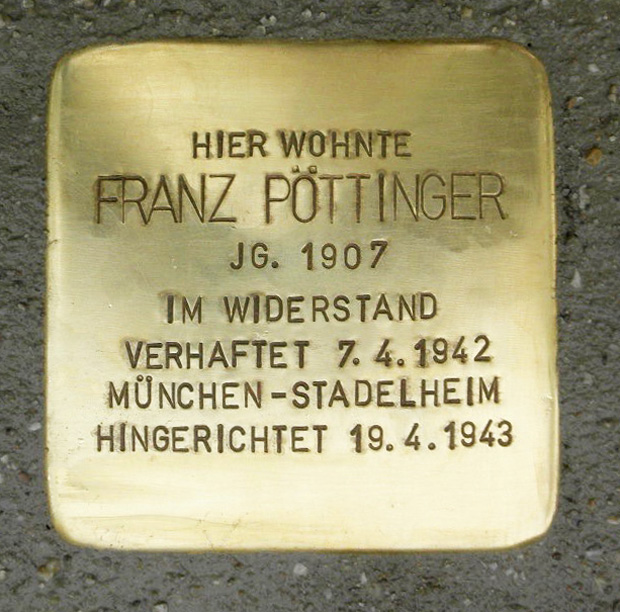 HIER WOHNTE
FRANZ PÖTTINGER
JG. 1907
IM WIDERSTAND
VERHAFTET 7.4.1942
MÜNCHEN-STADELHEIM
HINGERICHTET 19.4.1943